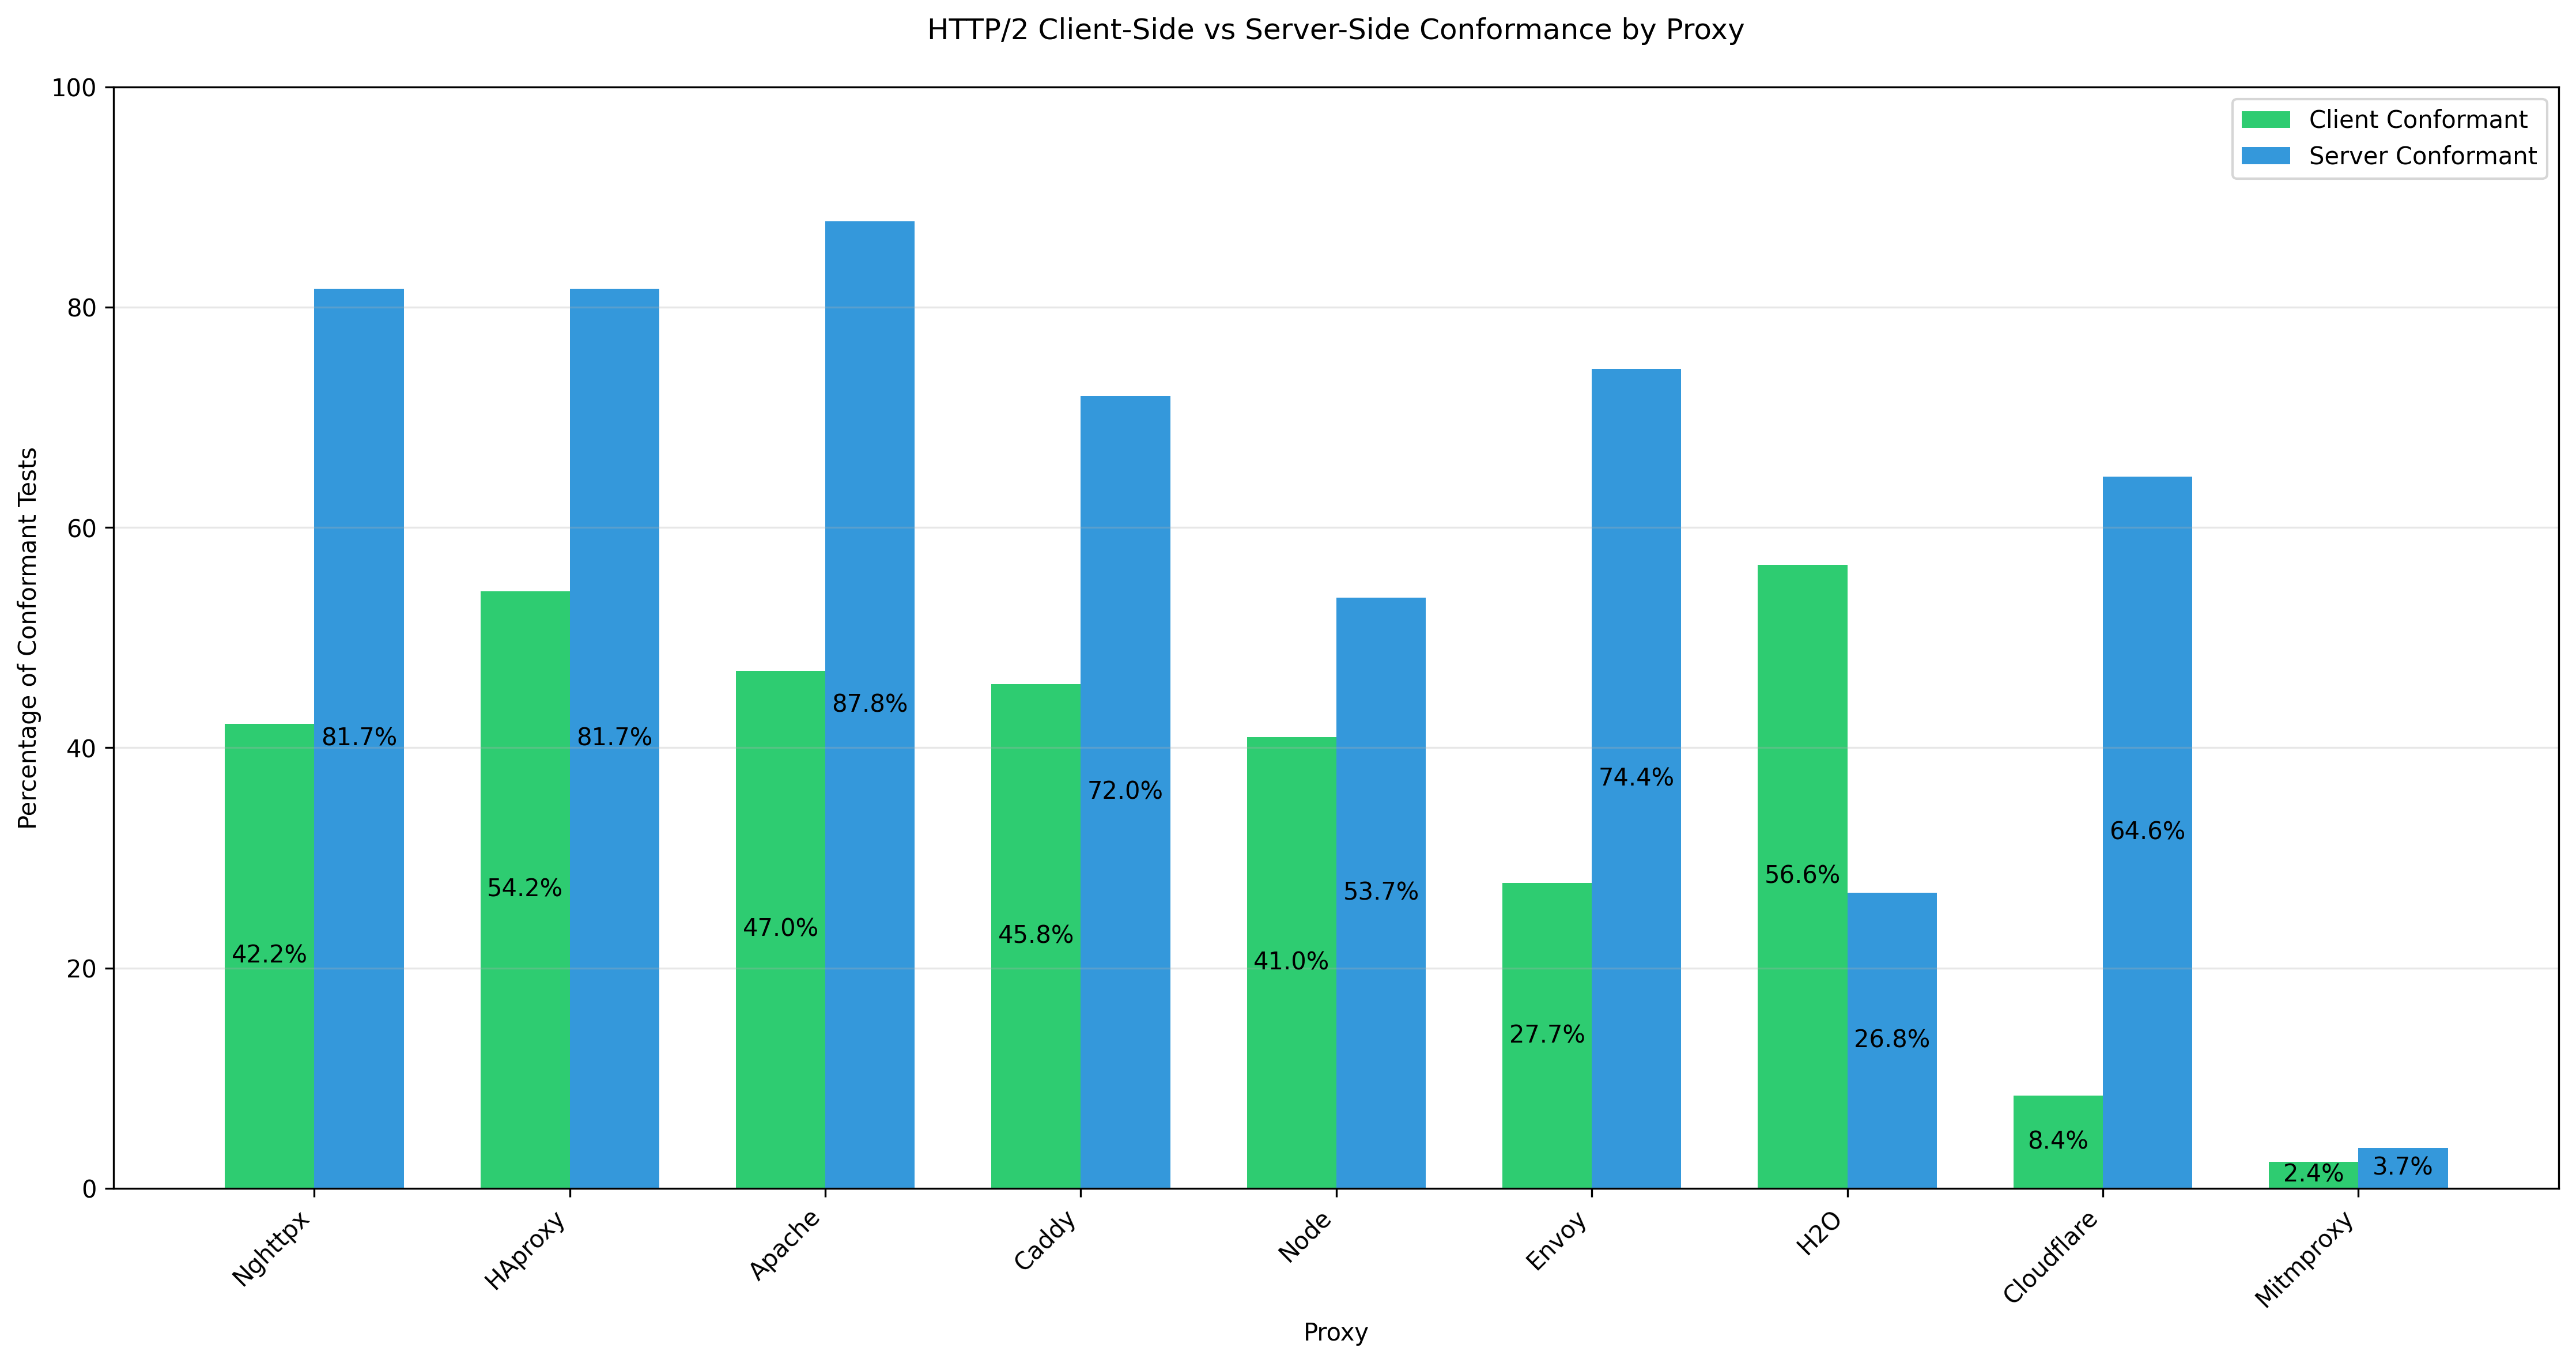 HTTP/2 Client-Side vs Server-Side Conformance by Proxy
Client Conformant
Server Conformant
Percentage of Conformant Tests
100
80
60
40
20
0
42.2%
81.7%
54.2%
81.7%
47.0%
87.8%
45.8%
72.0%
41.0%
53.7%
27.7%
74.4%
56.6%
26.8%
8.4%
64.6%
2.4%
3.7%
Nghttpx
HAproxy
Apache
Caddy
Node
Envoy
H2O
Cloudflare
Mitmproxy
Proxy